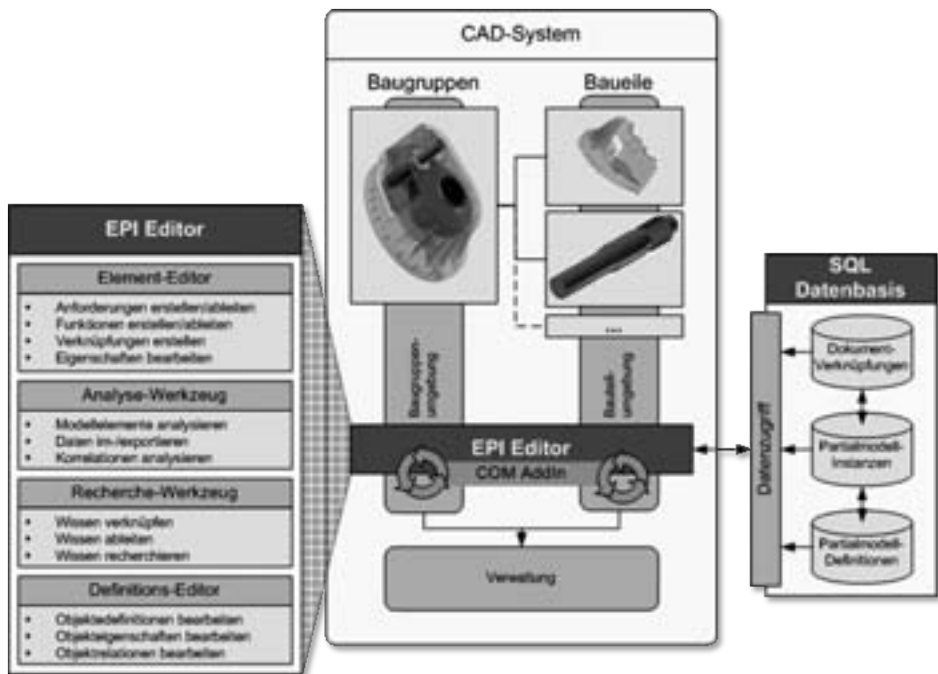 CAD-System
Baugruppen
Baueile
...
Baugruppen-
umgebung
Bauteil-
umgebung
EPI Editor
COM AddIn
Verwaltung
EPI Editor
Element-Editor
Anforderungen erstellen/ableiten
Funktionen erstellen/ableiten
Verknüpfungen erstellen
Eigenschaften bearbeiten
Analyse-Werkzeug
Modellelemente analysieren
Daten im-/exportieren
Korrelationen analysieren
Recherche-Werkzeug
Wissen verknüpfen
Wissen ableiten
Wissen recherchieren
Definitions-Editor
Objektedefinitionen bearbeiten
Objekteigenschaften bearbeiten
Objektrelationen bearbeiten
SQL
Datenbasis
Datenzugriff
Dokument-
Verknüpfungen
Partialmodell-
Instanzen
Partialmodell-
Definitionen